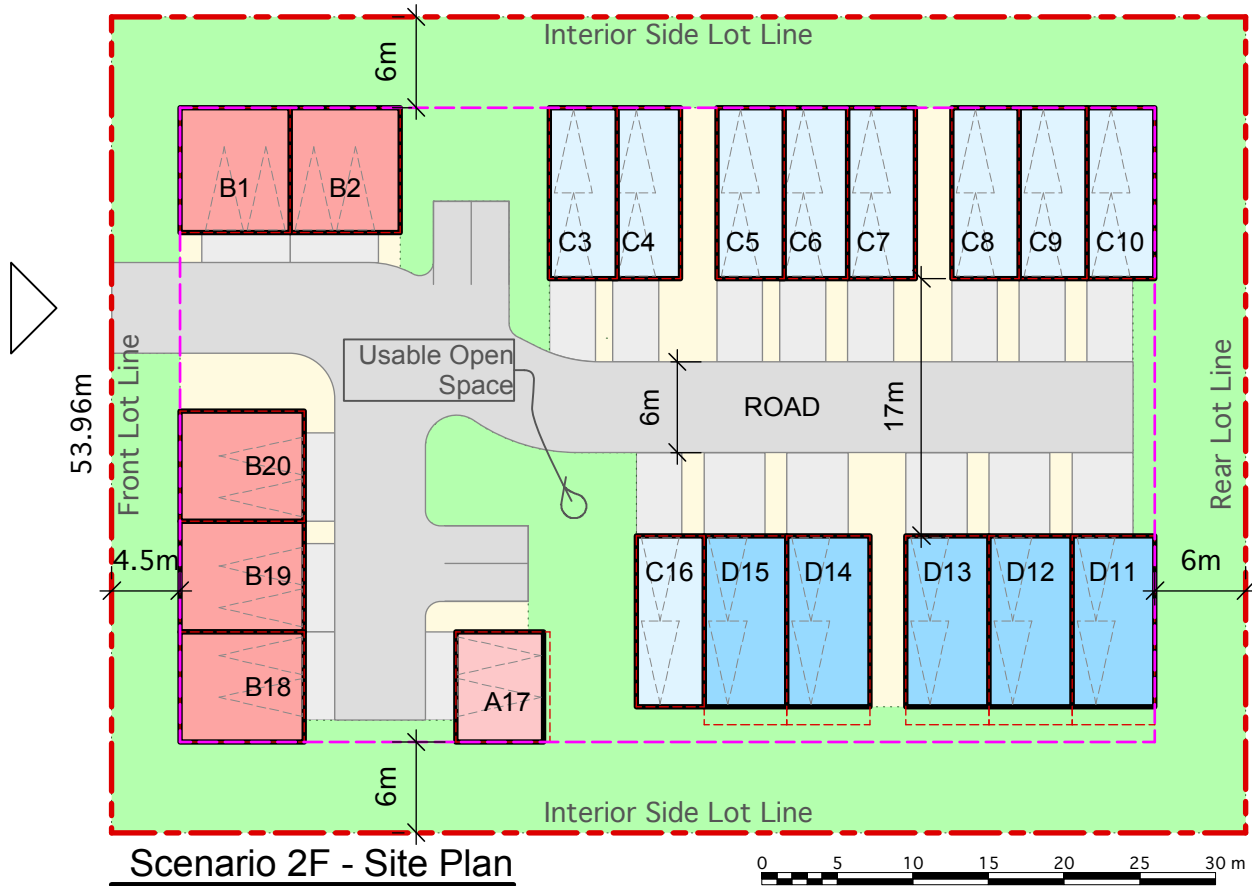 Interior Side Lot Line
6m
B1
B2
C3
C4
C5
C6
C7
C8
C9
C10
Front Lot Line
53.96m
Usable Open
Space
6m
ROAD
17m
Rear Lot Line
B20
B19
B18
4.5m
A17
C16
D15
D14
D13
D12
D11
6m
6m
Interior Side Lot Line
Scenario 2F - Site Plan
0 5 10 15 20 25 30 m